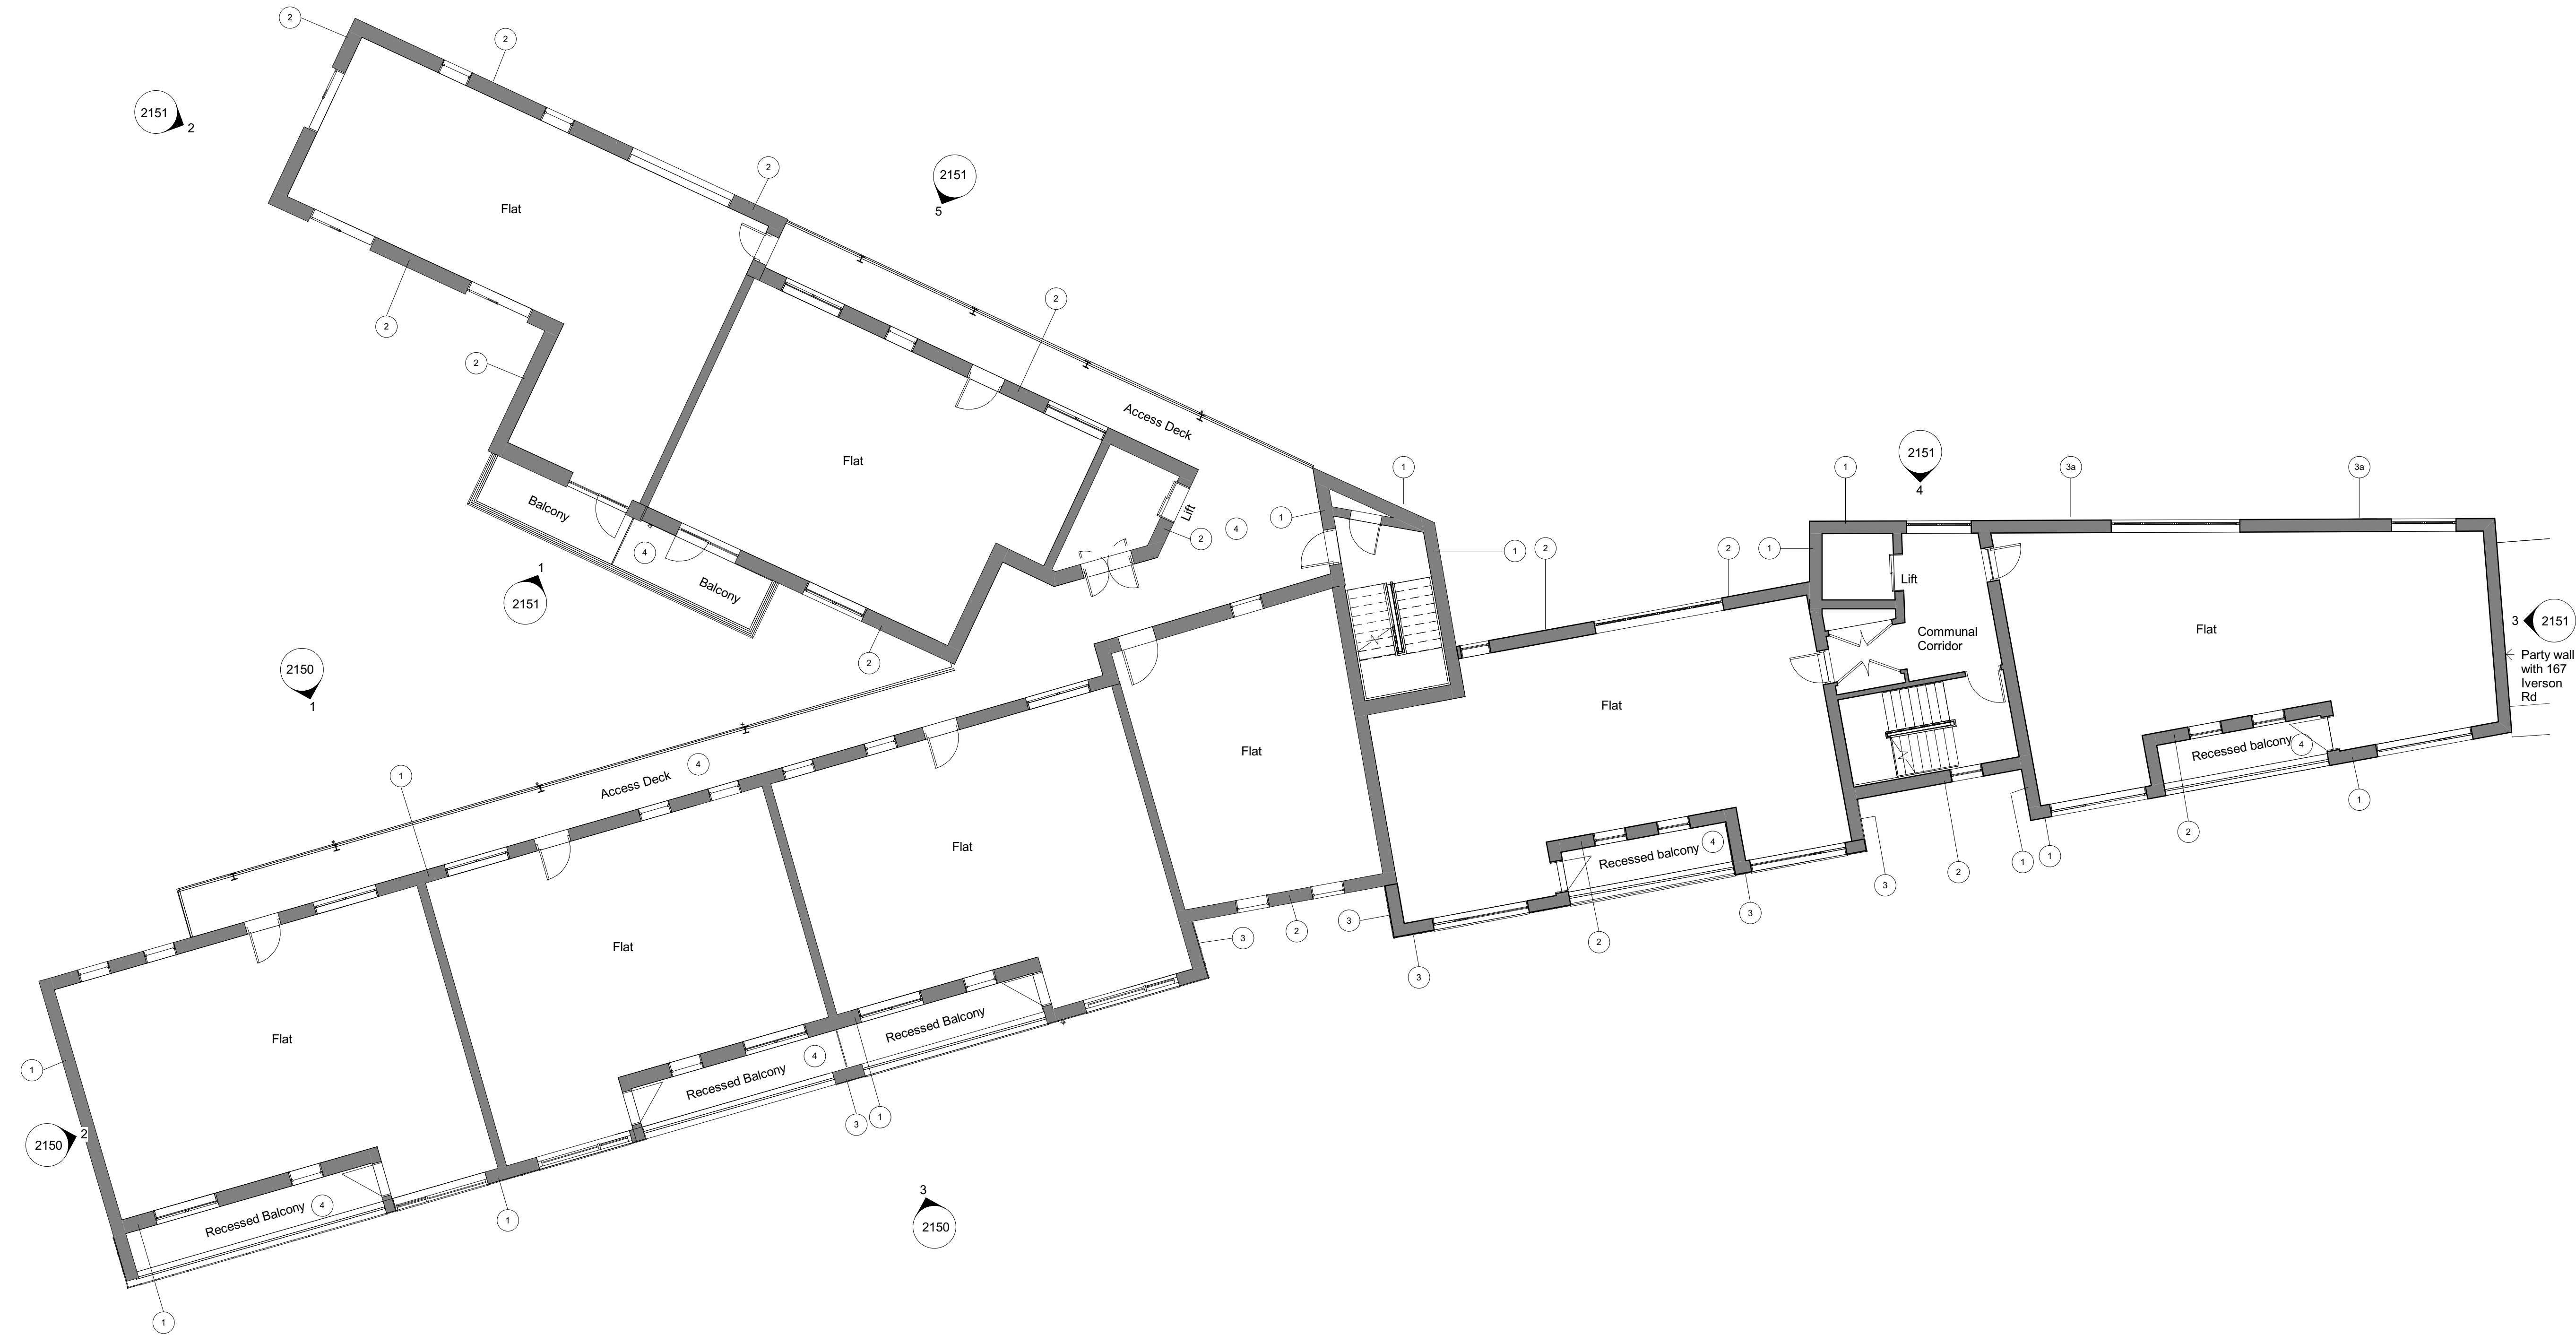 2
2
2151
2
2
2151
5
Flat
2
2
2
2
Access Deck
Flat
Balcony
4
Balcony
Lift
2
4
1
2151
2
1
1
1
2
2
1
1
2151
4
3a
3a
Lift
Communal
Corridor
Flat
3
2151
Party wall
with 167
Iverson
Rd
2150
1
Access Deck
4
1
Flat
Flat
Recessed balcony
4
2
1
Recessed balcony
4
Flat
Flat
3
2
3
3
2
3
3
2
1
1
Flat
1
2150
2
Recessed Balcony
4
Recessed Balcony
3
1
Recessed Balcony
4
1
3
2150
1